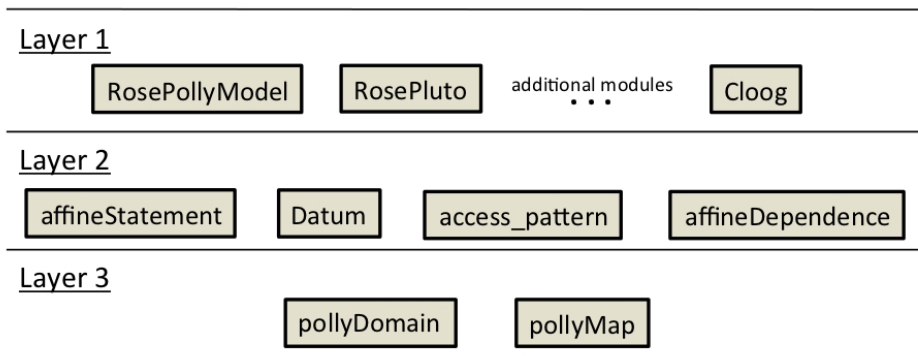 Layer 1
RosePollyModel RosePluto additional modules • • • Cloog
Layer 2
affineStatement Datum access_pattern affineDependence
Layer 3
pollyDomain pollyMap